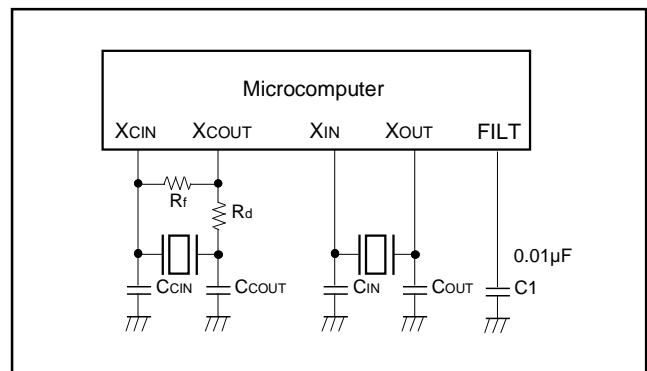 Microcomputer
XCIN XCOUT XIN XOUT FILT
Rf
Rd
0.01µF
CCIN CCOUT CIN COUT C1